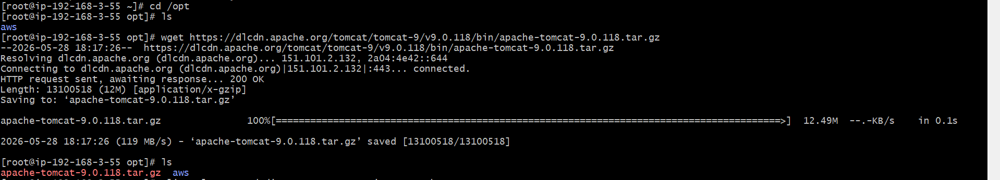 [root@ip-192-168-3-55 ~]# cd /opt
[root@ip-192-168-3-55 opt]# ls
aws
[root@ip-192-168-3-55 opt]# wget https://dlcdn.apache.org/tomcat/tomcat-9/v9.0.118/bin/apache-tomcat-9.0.118.tar.gz
--2026-05-28 18:17:26--  https://dlcdn.apache.org/tomcat/tomcat-9/v9.0.118/bin/apache-tomcat-9.0.118.tar.gz
Resolving dlcdn.apache.org (dlcdn.apache.org)... 151.101.2.132, 2a04:4e42::644
Connecting to dlcdn.apache.org (dlcdn.apache.org)|151.101.2.132|:443... connected.
HTTP request sent, awaiting response... 200 OK
Length: 13100518 (12M) [application/x-gzip]
Saving to: ‘apache-tomcat-9.0.118.tar.gz’
apache-tomcat-9.0.118.tar.gz 100%[========================================================================================>] 12.49M --.-KB/s in 0.1s
2026-05-28 18:17:26 (119 MB/s) - ‘apache-tomcat-9.0.118.tar.gz’ saved [13100518/13100518]
[root@ip-192-168-3-55 opt]# ls
apache-tomcat-9.0.118.tar.gz  aws